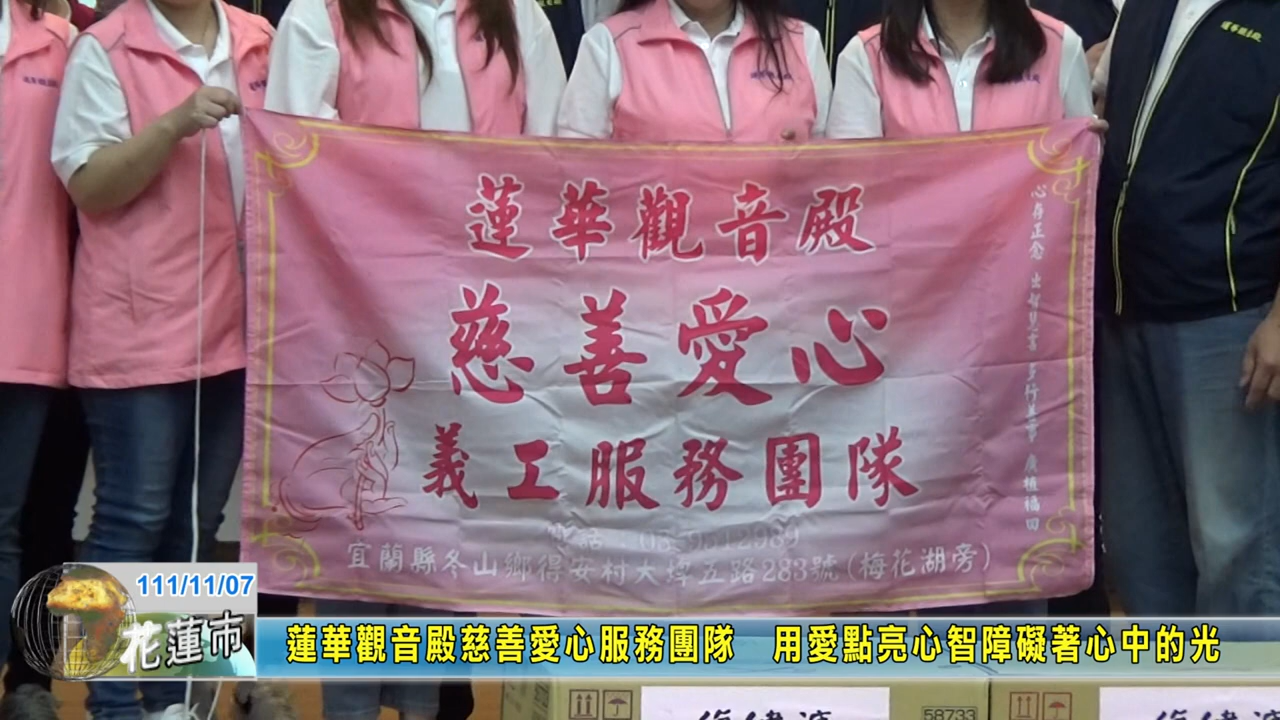 蓮華觀音殿
慈善愛心
義工服務團隊
宜蘭縣冬山鄉得安村大埤五路283號(梅花湖旁)
111/11/07
花蓮市
蓮華觀音殿慈善愛心服務團隊 用愛點亮心智障礙著心中的光
58733